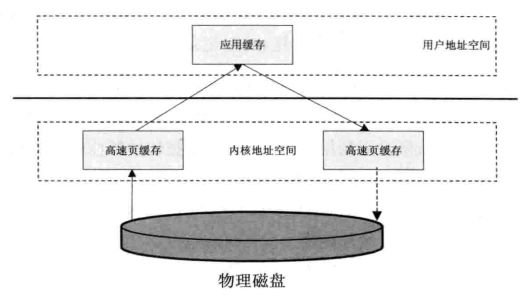 应用缓存
用户地址空间
高速页缓存
内核地址空间
高速页缓存
物理磁盘